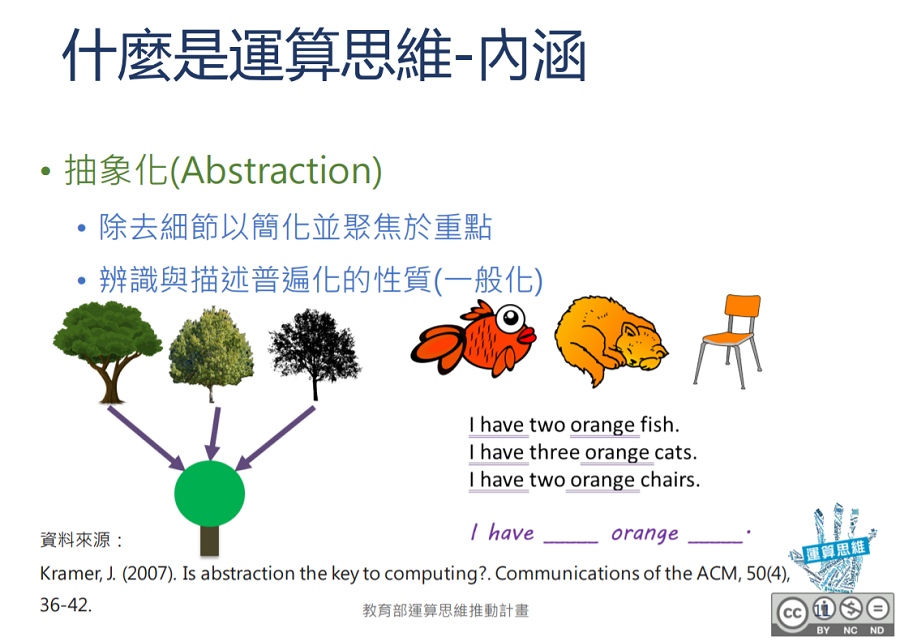 什麼是運算思維-內涵
• 抽象化(Abstraction)
• 除去細節以簡化並聚焦於重點
• 辨識與描述普遍化的性質(一般化)
I have two orange fish.
I have three orange cats.
I have two orange chairs.
I have _____ orange _____.
資料來源：
Kramer, J. (2007). Is abstraction the key to computing?. Communications of the ACM, 50(4),
36-42.
教育部運算思維推動計畫
運算思維
11
cc
BY NC ND